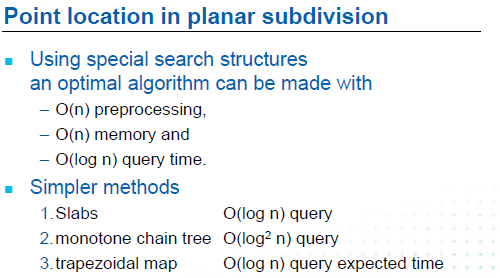 Point location in planar subdivision
Using special search structures
an optimal algorithm can be made with
– O(n) preprocessing,
– O(n) memory and
– O(log n) query time.
Simpler methods
1. Slabs O(log n) query
2. monotone chain tree O(log² n) query
3. trapezoidal map O(log n) query expected time